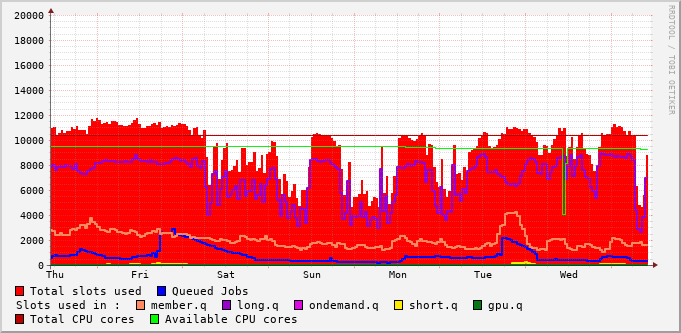 RRDTOOL / TOBI OETIKER
20000
18000
16000
14000
12000
10000
8000
6000
4000
2000
0
Thu Fri Sat Sun Mon Tue Wed
Total slots used Queued Jobs
Slots used in : member.q long.q ondemand.q short.q gpu.q
Total CPU cores Available CPU cores